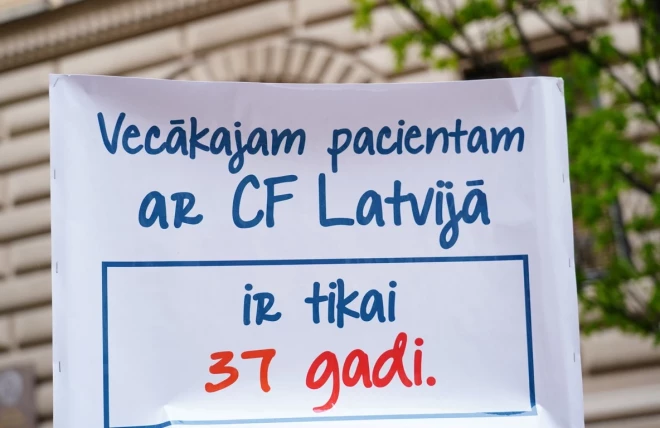 Vecākajam pacientam
ar CF Latvijā
ir tikai
37 gadi.